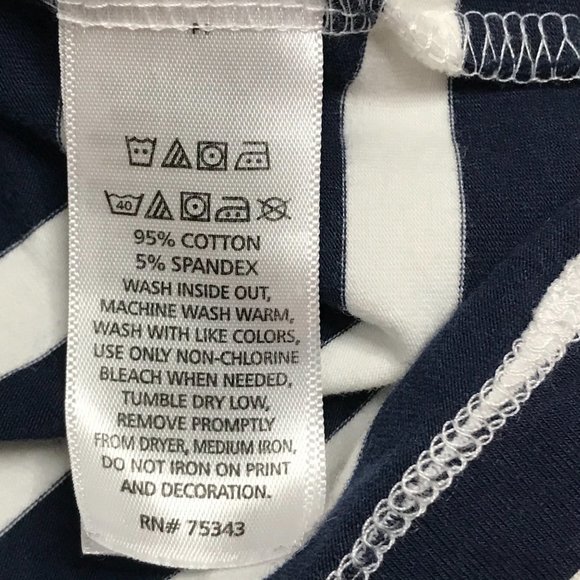 40
95% COTTON
5% SPANDEX
WASH INSIDE OUT,
MACHINE WASH WARM,
WASH WITH LIKE COLORS,
USE ONLY NON-CHLORINE
BLEACH WHEN NEEDED,
TUMBLE DRY LOW,
REMOVE PROMPTLY
FROM DRYER, MEDIUM IRON,
DO NOT IRON ON PRINT
AND DECORATION.
RN# 75343